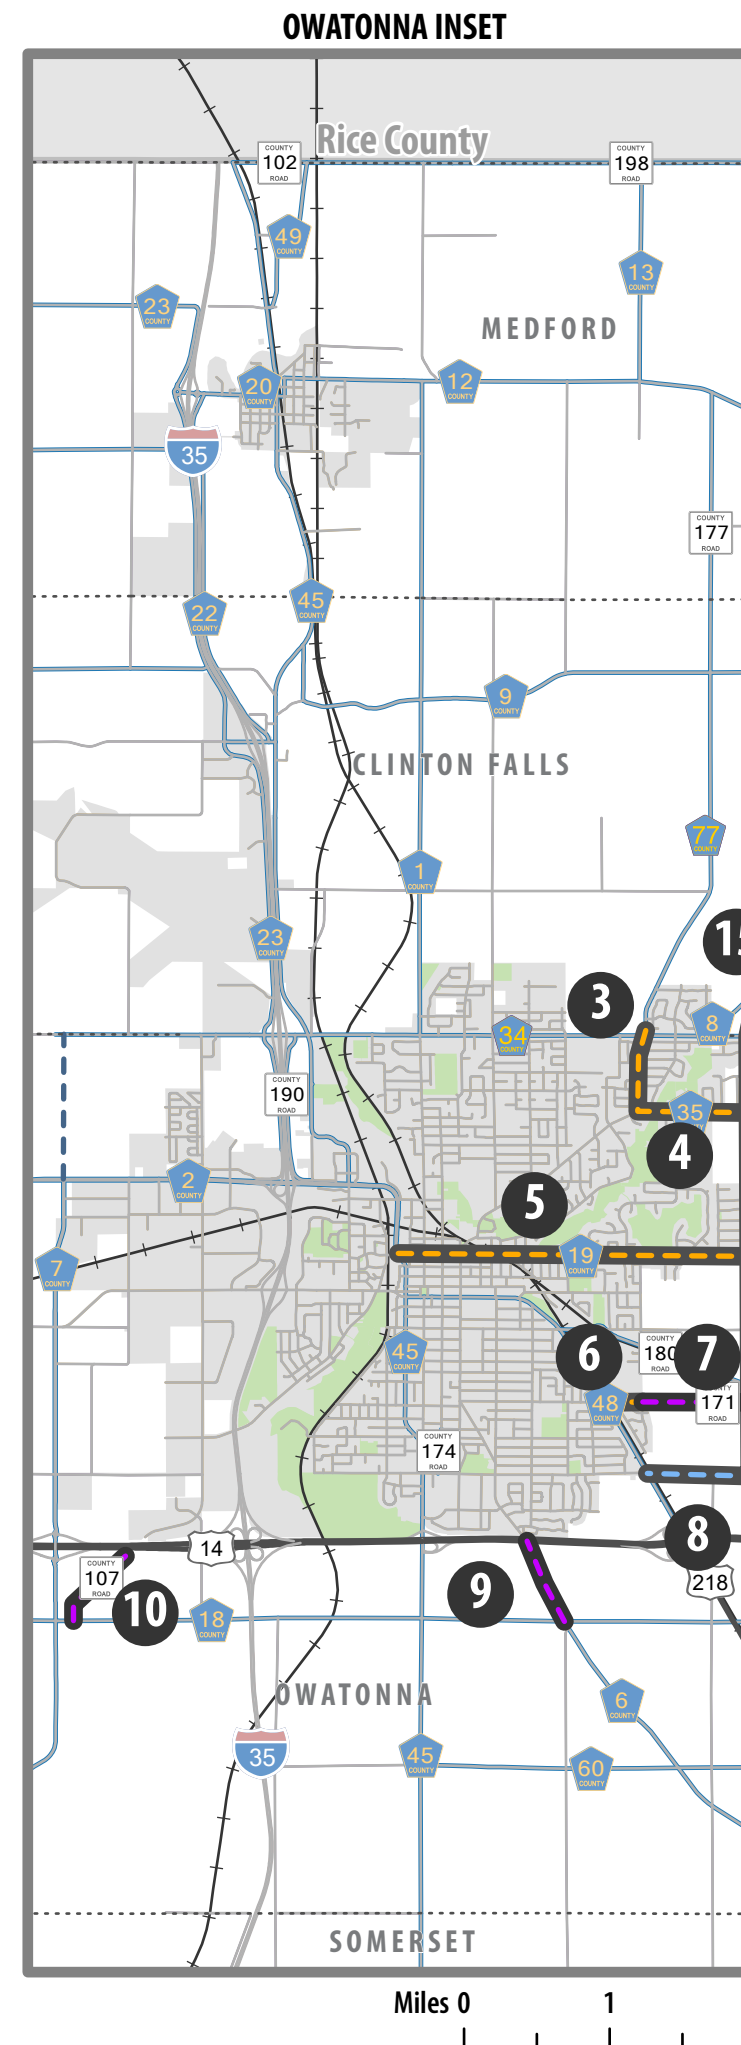 OWATONNA INSET
Rice County
COUNTY
102
ROAD
COUNTY
198
ROAD
49
COUNTY
13
COUNTY
23
COUNTY
MEDFORD
20
COUNTY
12
COUNTY
35
COUNTY
177
ROAD
22
COUNTY
45
COUNTY
9
COUNTY
CLINTON FALLS
77
COUNTY
1
COUNTY
23
COUNTY
3
8
COUNTY
34
COUNTY
COUNTY
190
ROAD
35
4
2
COUNTY
5
19
COUNTY
7
COUNTY
45
COUNTY
6
COUNTY
180
ROAD
7
48
COUNTY
171
ROAD
COUNTY
174
ROAD
14
8
COUNTY
107
ROAD
218
9
10
18
COUNTY
OWATONNA
6
COUNTY
35
45
COUNTY
60
COUNTY
SOMERSET
Miles 0 1